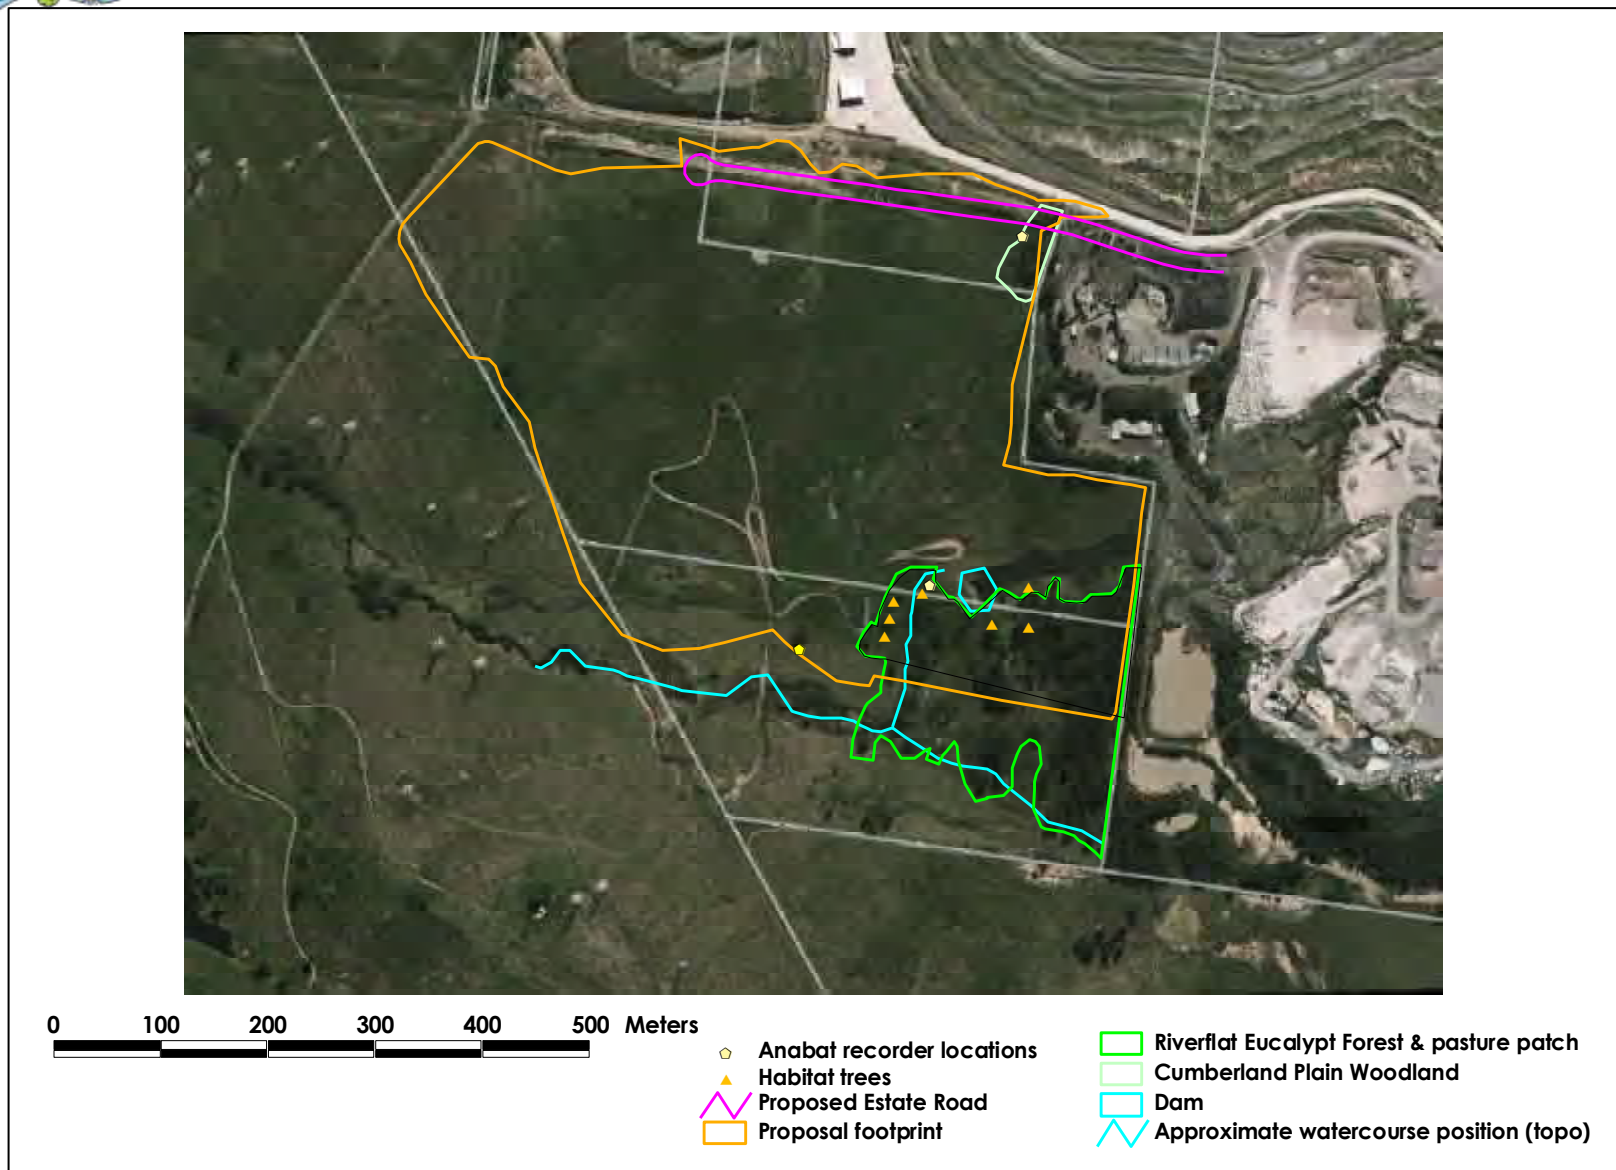 0 100 200 300 400 500 Meters
Anabat recorder locations
Habitat trees
Proposed Estate Road
Proposal footprint
Riverflat Eucalypt Forest & pasture patch
Cumberland Plain Woodland
Dam
Approximate watercourse position (topo)